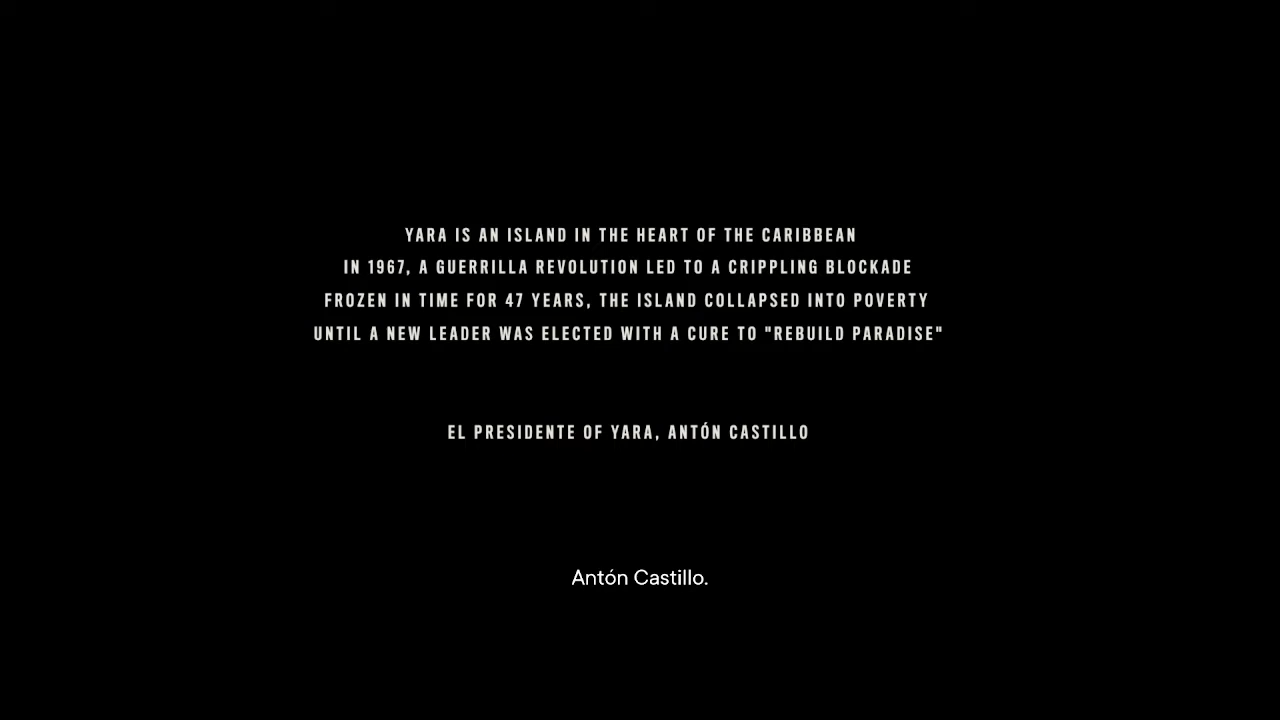 YARA IS AN ISLAND IN THE HEART OF THE CARIBBEAN
IN 1967, A GUERRILLA REVOLUTION LED TO A CRIPPLING BLOCKADE
FROZEN IN TIME FOR 47 YEARS, THE ISLAND COLLAPSED INTO POVERTY
UNTIL A NEW LEADER WAS ELECTED WITH A CURE TO "REBUILD PARADISE"
EL PRESIDENTE OF YARA, ANTÓN CASTILLO
Antón Castillo.